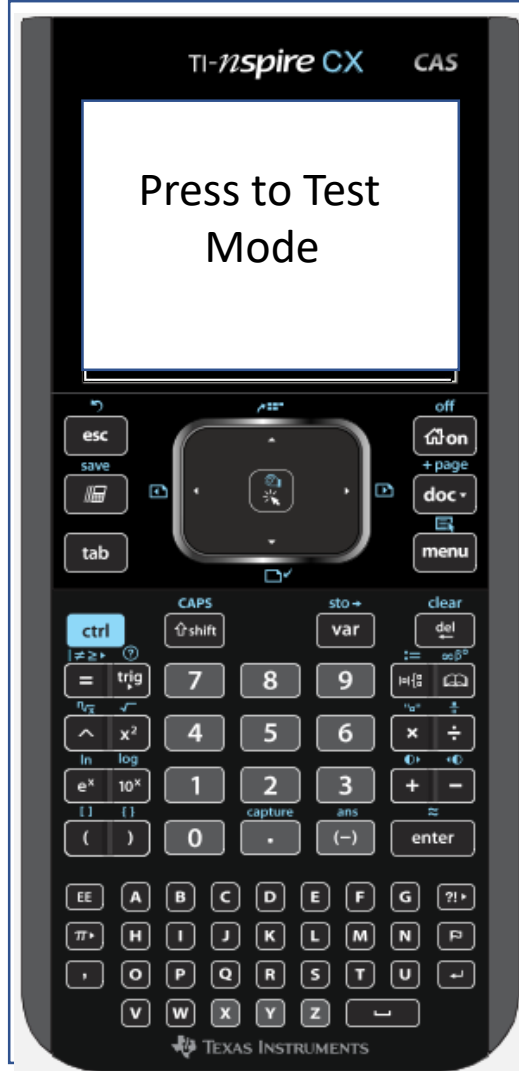 TI-nspire CX CAS
Press to Test
Mode
off
esc on
save + page
doc
tab menu
CAPS sto→ clear
ctrl ⇧shift var del
|≠≥▸ ? := ∞β°
= trig 7 8 9
ⁿ√x √
^ x² 4 5 6 × ÷
ln log
eˣ 10ˣ 1 2 3 + −
[ ] { } capture ans ≈
( ) 0 . (−) enter
EE A B C D E F G ?!▸
π▸ H I J K L M N
, O P Q R S T U ↵
V W X Y Z
TEXAS INSTRUMENTS